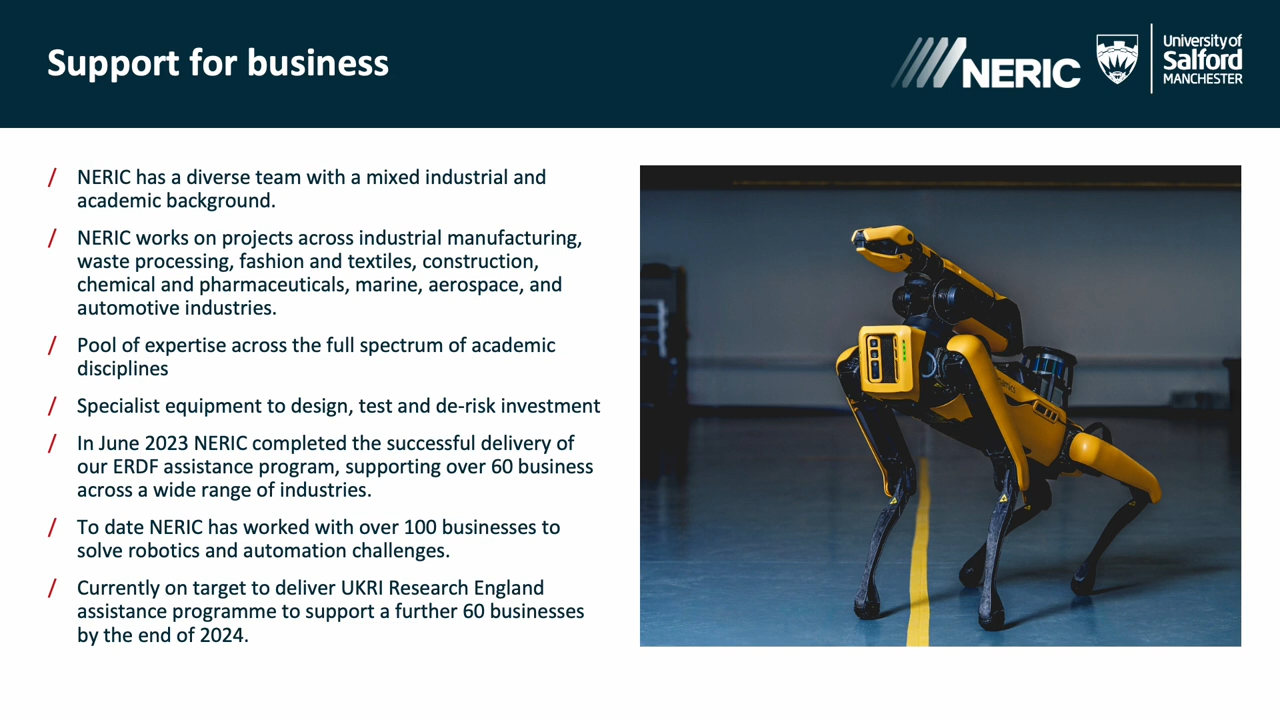 Support for business
NERIC
University of
Salford
MANCHESTER
/ NERIC has a diverse team with a mixed industrial and
academic background.
/ NERIC works on projects across industrial manufacturing,
waste processing, fashion and textiles, construction,
chemical and pharmaceuticals, marine, aerospace, and
automotive industries.
/ Pool of expertise across the full spectrum of academic
disciplines
/ Specialist equipment to design, test and de-risk investment
/ In June 2023 NERIC completed the successful delivery of
our ERDF assistance program, supporting over 60 business
across a wide range of industries.
/ To date NERIC has worked with over 100 businesses to
solve robotics and automation challenges.
/ Currently on target to deliver UKRI Research England
assistance programme to support a further 60 businesses
by the end of 2024.